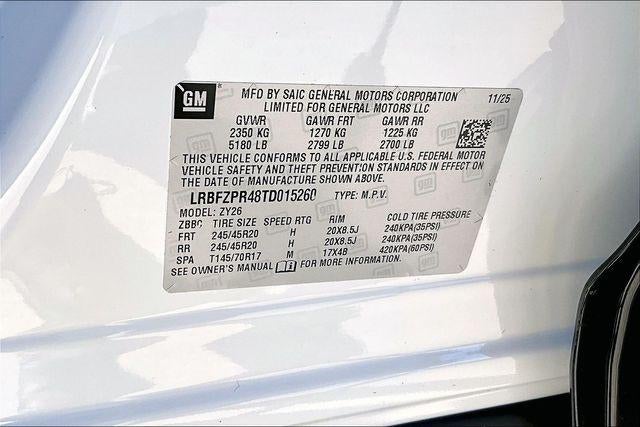 GM
MFD BY SAIC GENERAL MOTORS CORPORATION 11/25
LIMITED FOR GENERAL MOTORS LLC
GVWR GAWR FRT GAWR RR
2350 KG 1270 KG 1225 KG
5180 LB 2799 LB 2700 LB
THIS VEHICLE CONFORMS TO ALL APPLICABLE U.S. FEDERAL MOTOR
VEHICLE SAFETY AND THEFT PREVENTION STANDARDS IN EFFECT ON
THE DATE OF MANUFACTURE SHOWN ABOVE.
LRBFZPR48TD015260 TYPE: M.P.V.
MODEL: ZY26
ZBBC TIRE SIZE SPEED RTG RIM COLD TIRE PRESSURE
FRT 245/45R20 H 20X8.5J 240KPA(35PSI)
RR 245/45R20 H 20X8.5J 240KPA(35PSI)
SPA T145/70R17 M 17X4B 420KPA(60PSI)
SEE OWNER'S MANUAL FOR MORE INFORMATION.